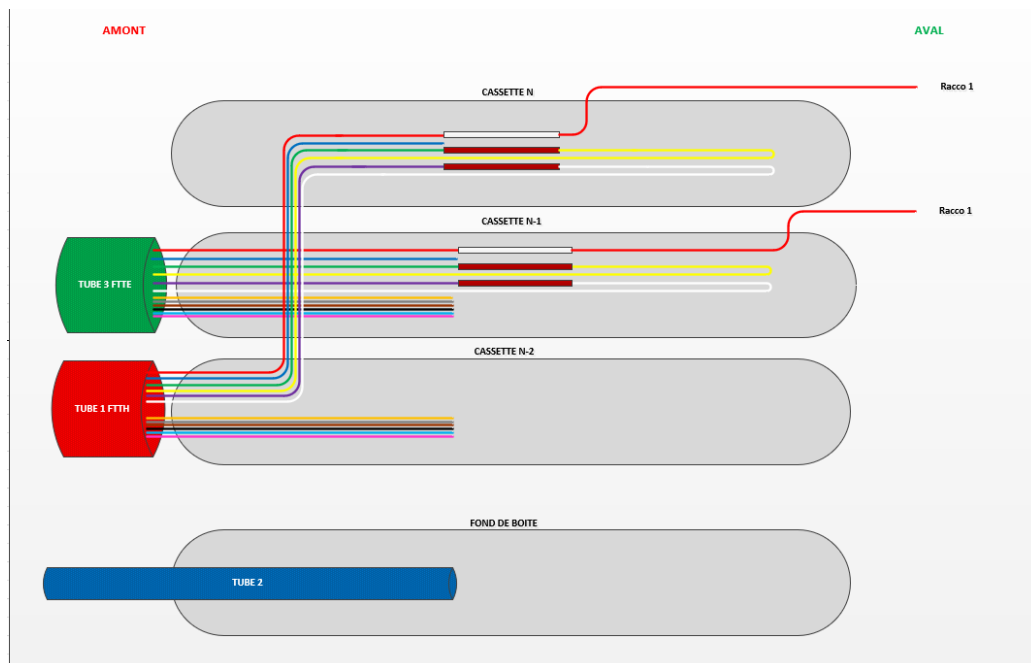 AMONT
AVAL
CASSETTE N
Racco 1
CASSETTE N-1
Racco 1
TUBE 3 FTTE
CASSETTE N-2
TUBE 1 FTTH
FOND DE BOITE
TUBE 2